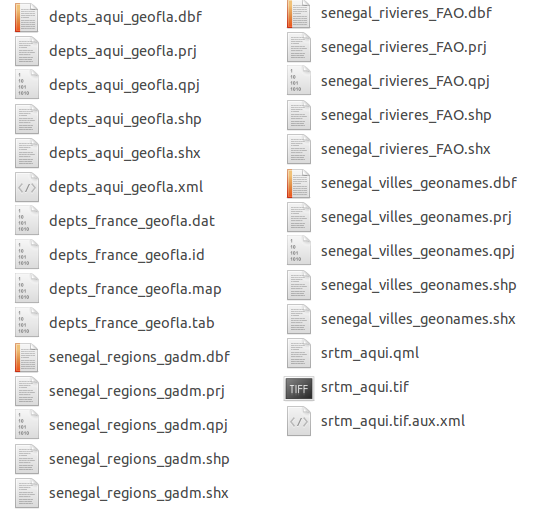 depts_aqui_geofla.dbf
depts_aqui_geofla.prj
depts_aqui_geofla.qpj
depts_aqui_geofla.shp
depts_aqui_geofla.shx
depts_aqui_geofla.xml
depts_france_geofla.dat
depts_france_geofla.id
depts_france_geofla.map
depts_france_geofla.tab
senegal_regions_gadm.dbf
senegal_regions_gadm.prj
senegal_regions_gadm.qpj
senegal_regions_gadm.shp
senegal_regions_gadm.shx
senegal_rivieres_FAO.dbf
senegal_rivieres_FAO.prj
senegal_rivieres_FAO.qpj
senegal_rivieres_FAO.shp
senegal_rivieres_FAO.shx
senegal_villes_geonames.dbf
senegal_villes_geonames.prj
senegal_villes_geonames.qpj
senegal_villes_geonames.shp
senegal_villes_geonames.shx
srtm_aqui.qml
TIFF srtm_aqui.tif
srtm_aqui.tif.aux.xml